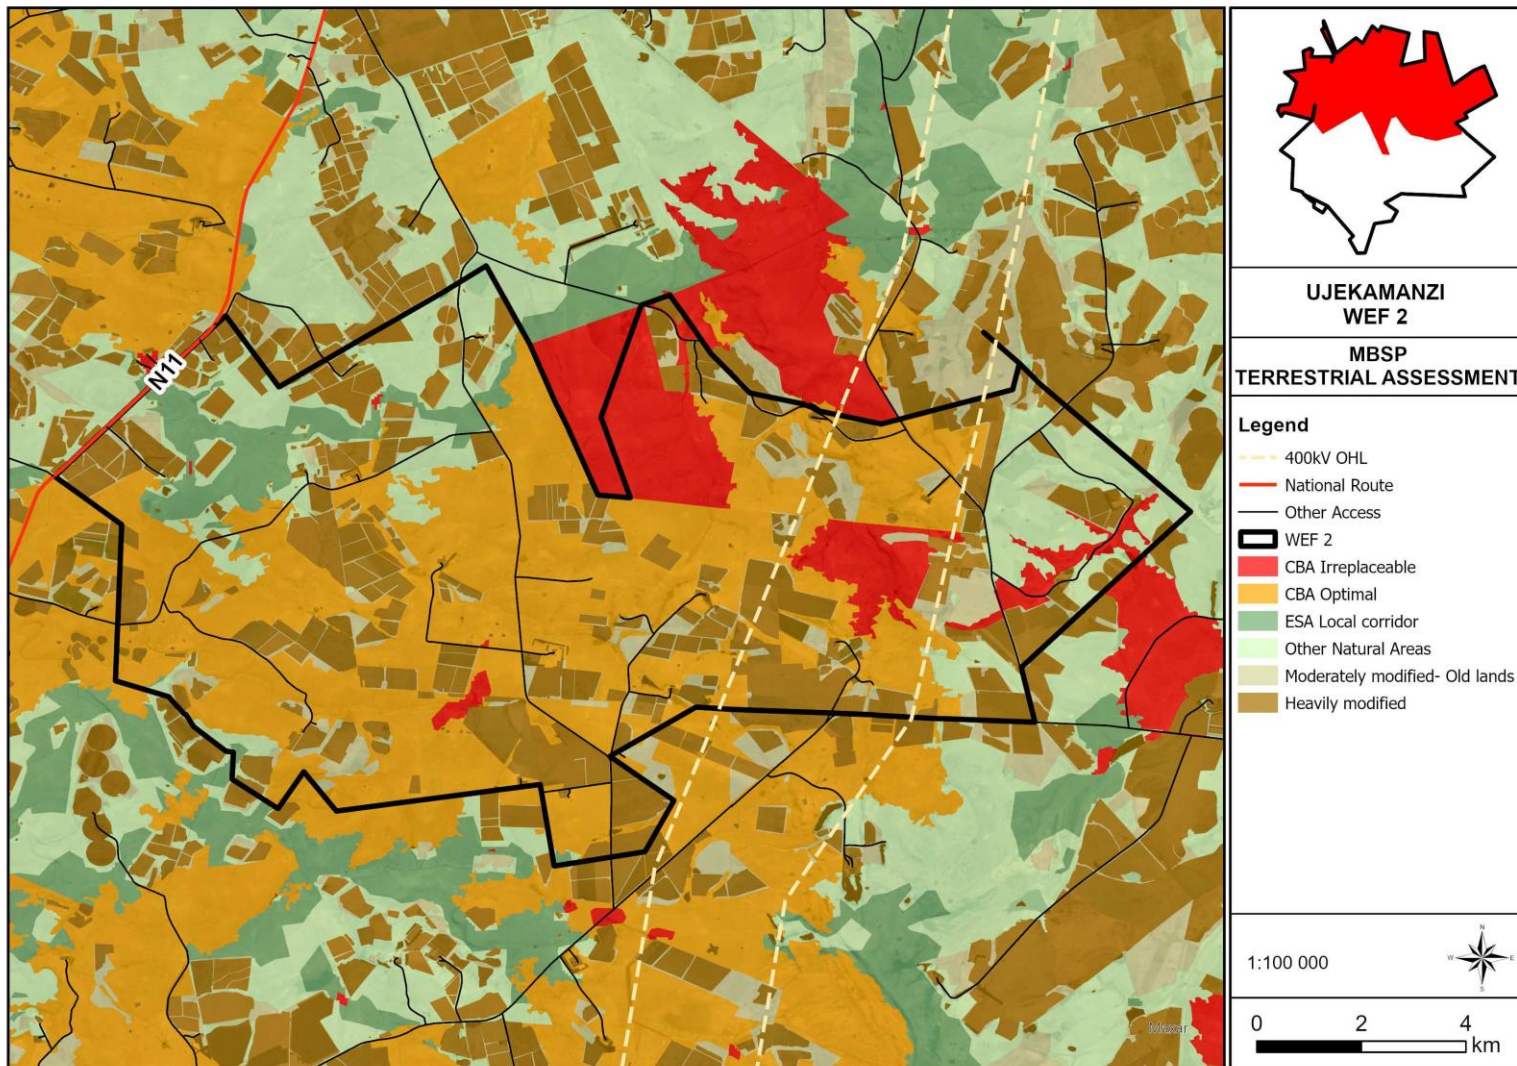 N11
Maxar
UJEKAMANZI
WEF 2
MBSP
TERRESTRIAL ASSESSMENT
Legend
400kV OHL
National Route
Other Access
WEF 2
CBA Irreplaceable
CBA Optimal
ESA Local corridor
Other Natural Areas
Moderately modified- Old lands
Heavily modified
1:100 000
N
W E
S
0 2 4
km